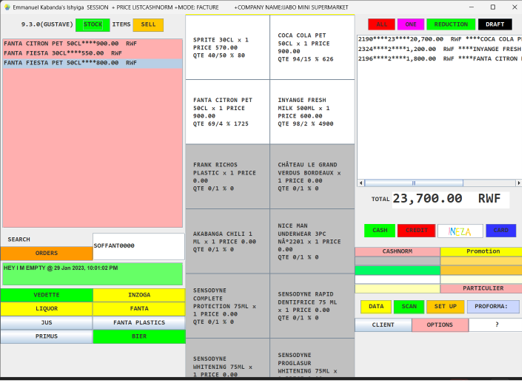 Emmanuel Kabanda's Ishyiga SESSION + PRICE LISTCASHNORM =MODE: FACTURE +COMPANY NAME:JABO MINI SUPERMARKET
9.3.0(GUSTAVE) STOCK ITEMS SELL
FANTA CITRON PET 50CL****900.00 RWF
FANTA FIESTA 30CL****550.00 RWF
FANTA FIESTA PET 50CL****800.00 RWF
SEARCH
SOFFANT0000
ORDERS
HEY I M EMPTY @ 29 Jan 2023, 10:01:02 PM
VEDETTE INZOGA
LIQUOR FANTA
JUS FANTA PLASTICS
PRIMUS BIER
SPRITE 30CL x 1
PRICE 570.00
QTE 40/50 % 80
COCA COLA PET
50CL x 1 PRICE
900.00
QTE 94/15 % 626
FANTA CITRON PET
50CL x 1 PRICE
900.00
QTE 69/4 % 1725
INYANGE FRESH
MILK 500ML x 1
PRICE 600.00
QTE 98/2 % 4900
FRANK RICHOS
PLASTIC x 1 PRICE
0.00
QTE 0/1 % 0
CHÂTEAU LE GRAND
VERDUS BORDEAUX x
1 PRICE 0.00
QTE 0/1 % 0
AKABANGA CHILI 1
ML x 1 PRICE 0.00
QTE 0/1 % 0
NICE MAN
UNDERWEAR 3PC
NÂ°2201 x 1 PRICE
0.00
QTE 0/1 % 0
SENSODYNE
COMPLETE
PROTECTION 75ML x
1 PRICE 0.00
QTE 0/1 % 0
SENSODYNE RAPID
DENTIFRICE 75 ML
x 1 PRICE 0.00
QTE 0/1 % 0
SENSODYNE
WHITENING 75ML x
1 PRICE 0.00
SENSODYNE
PROGLASUR
WHITENING 75ML x
1 PRICE 0.00
ALL ONE REDUCTION DRAFT
2190****23****20,700.00 RWF ****COCA COLA P
2324****2****1,200.00 RWF ****INYANGE FRESH
2196****2****1,800.00 RWF ****FANTA CITRON
TOTAL 23,700.00 RWF
CASH CREDIT
CASHNORM Promotion
PARTICULIER
DATA SCAN SET UP PROFORMA:
CLIENT OPTIONS ?